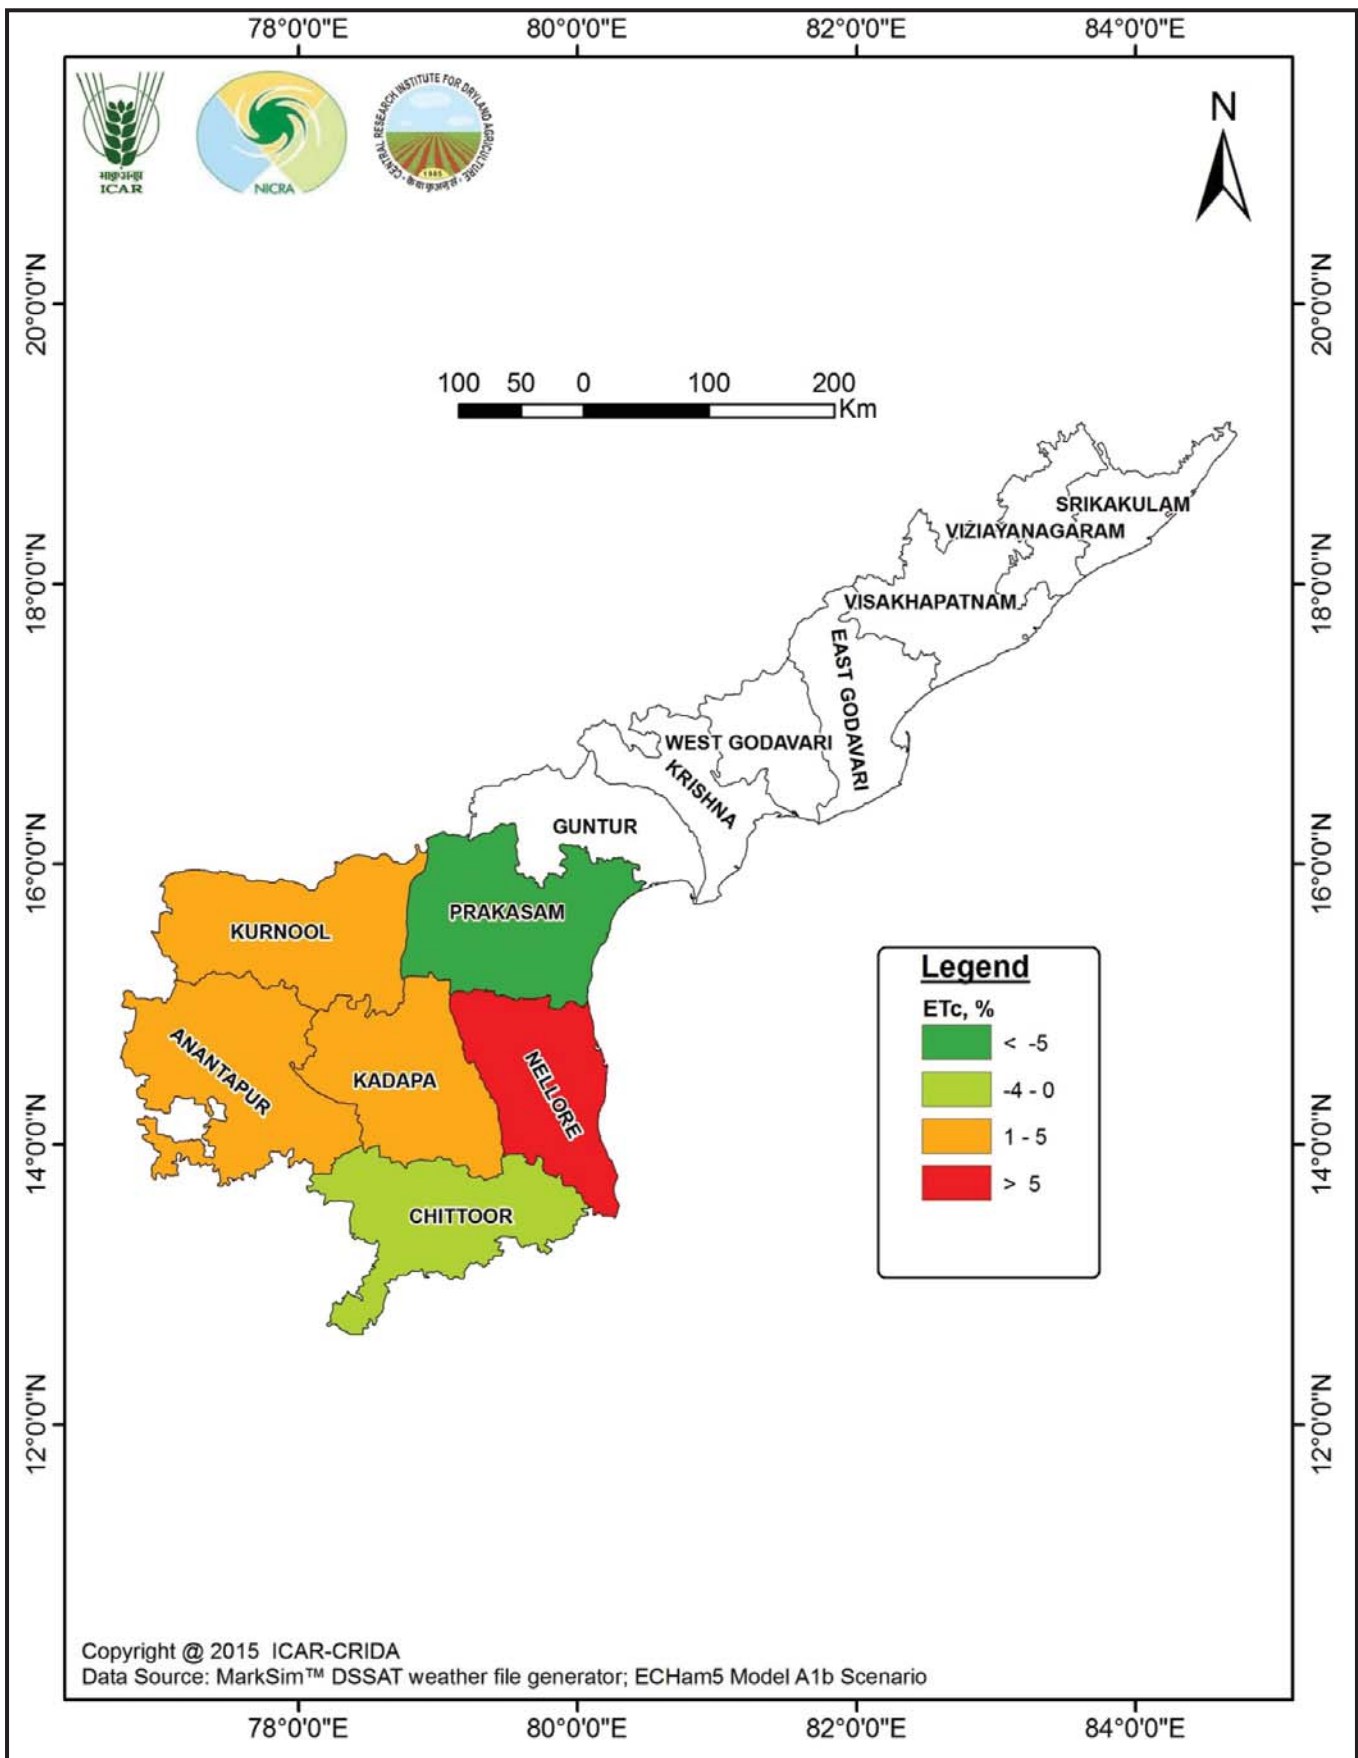 78°0'0"E 80°0'0"E 82°0'0"E 84°0'0"E
ICAR
NICRA
CENTRAL RESEARCH INSTITUTE FOR DRYLAND AGRICULTURE
1985
N
20°0'0"N 20°0'0"N
100 50 0 100 200
Km
SRIKAKULAM
VIZIAYANAGARAM
18°0'0"N 18°0'0"N
VISAKHAPATNAM
EAST GODAVARI
WEST GODAVARI
KRISHNA
GUNTUR
16°0'0"N 16°0'0"N
PRAKASAM
KURNOOL
Legend
ETc, %
< -5
-4 - 0
1 - 5
> 5
ANANTAPUR
KADAPA
NELLORE
14°0'0"N 14°0'0"N
CHITTOOR
12°0'0"N 12°0'0"N
Copyright @ 2015 ICAR-CRIDA
Data Source: MarkSim™ DSSAT weather file generator; ECHam5 Model A1b Scenario
78°0'0"E 80°0'0"E 82°0'0"E 84°0'0"E